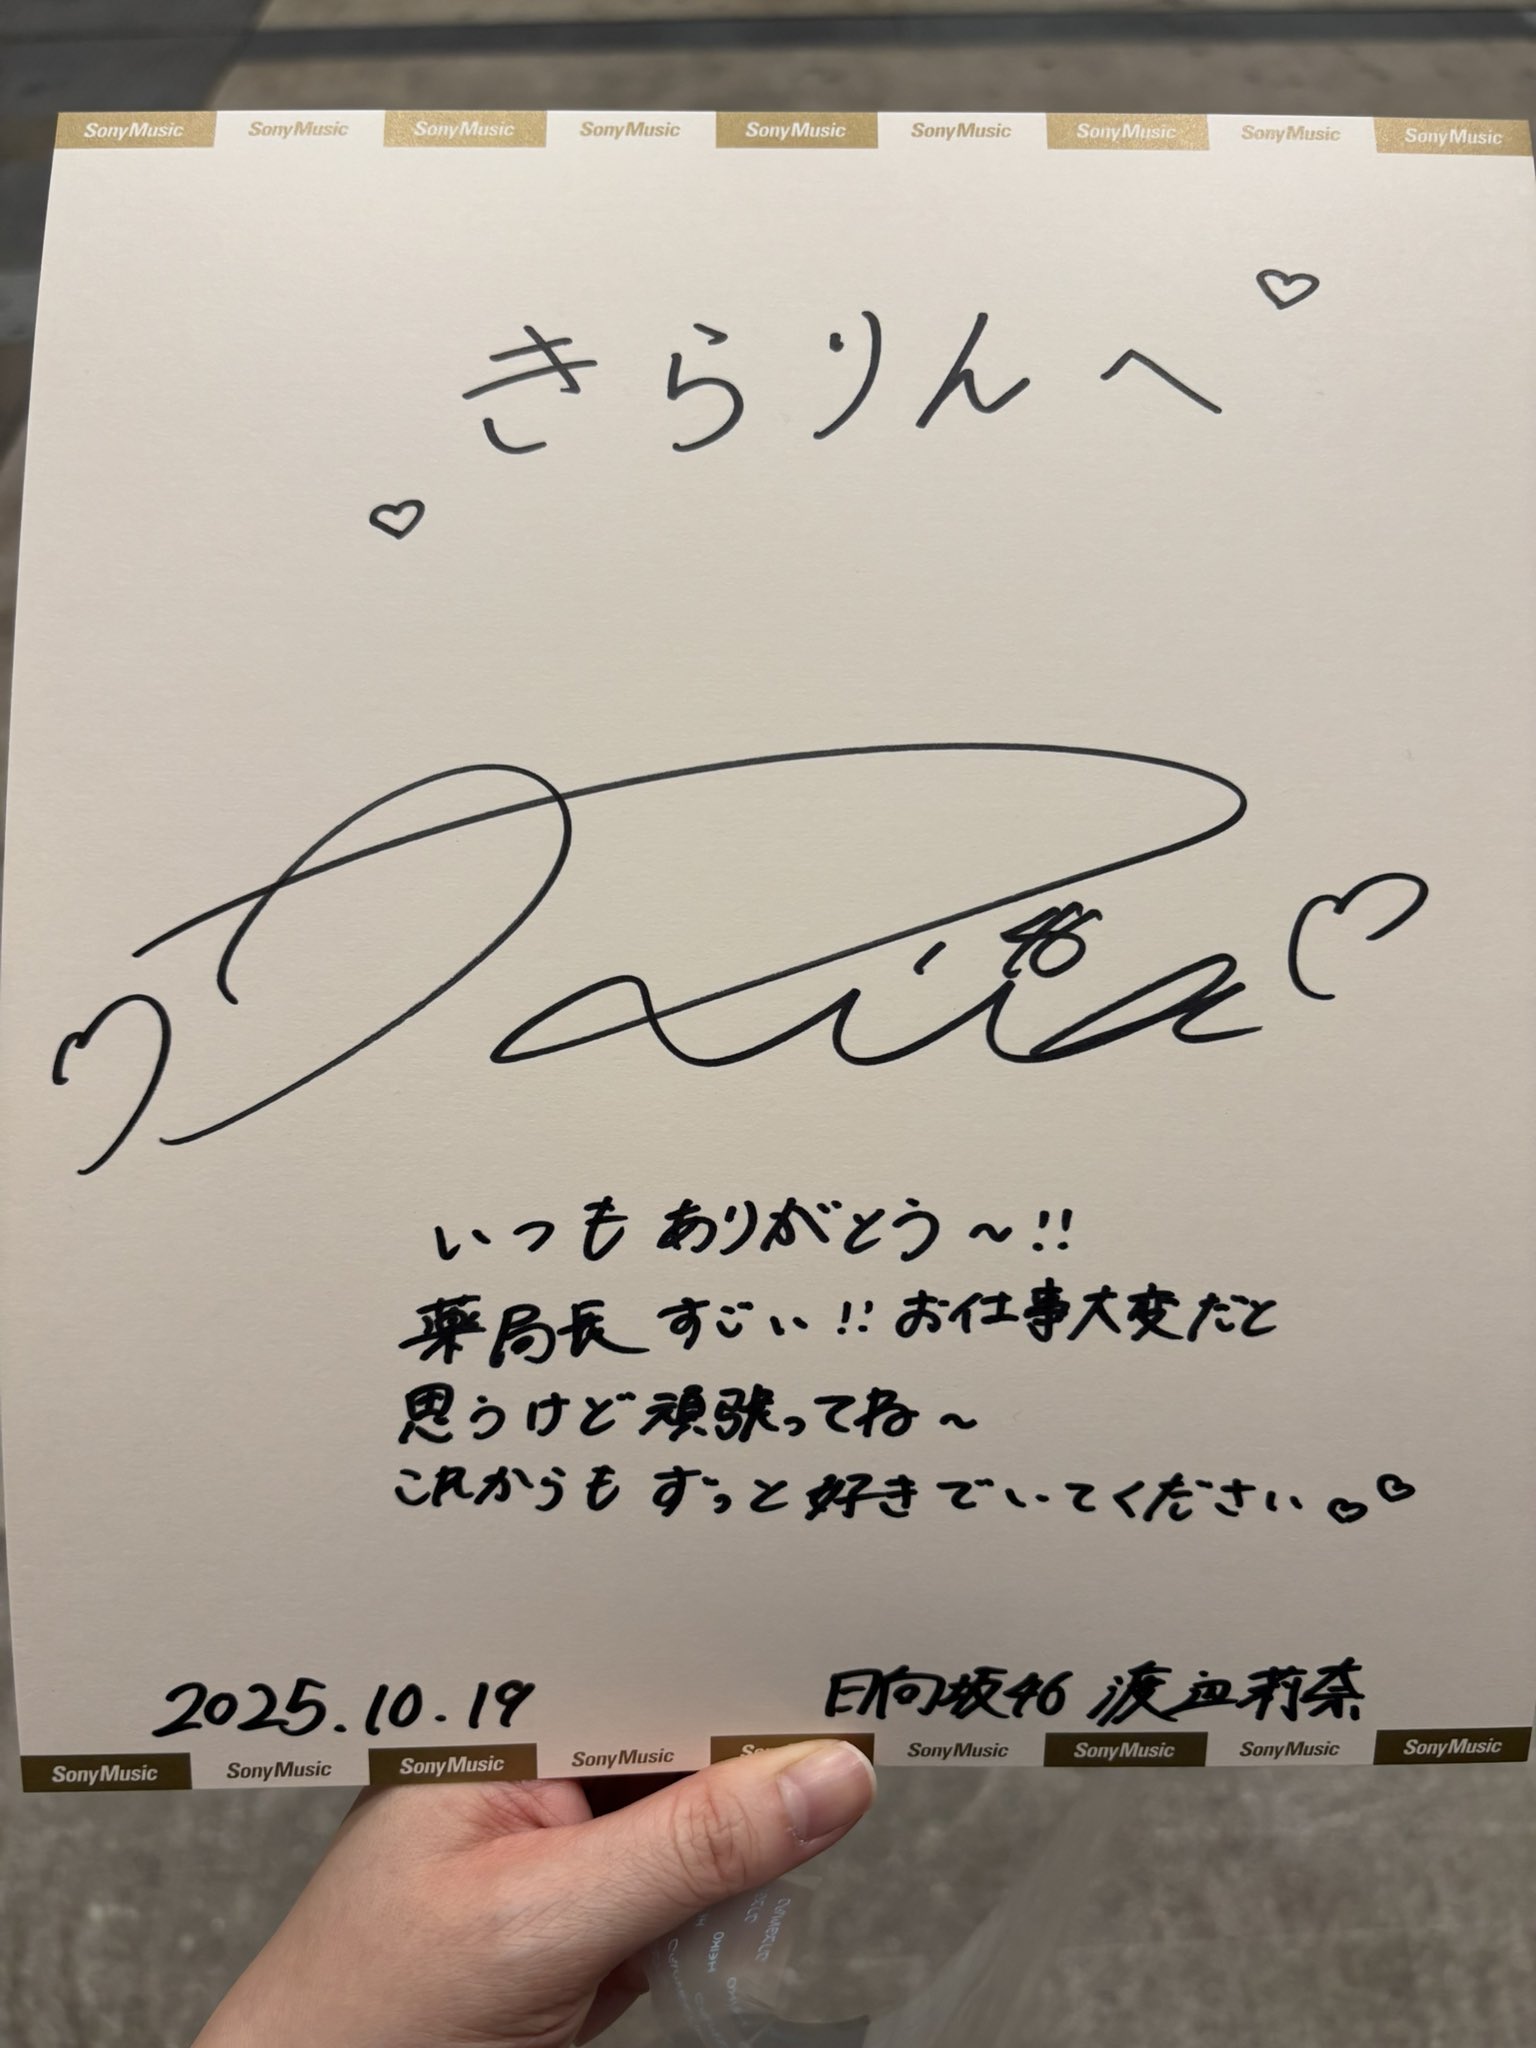 SonyMusic SonyMusic SonyMusic SonyMusic SonyMusic SonyMusic SonyMusic SonyMusic SonyMusic
きらりんへ♡
♡
46
いつもありがとう〜!!
薬局長すごい!!お仕事大変だと
思うけど頑張ってね〜
これからもずっと好きでいてください♡♡
2025.10.19
日向坂46 渡辺莉奈
SonyMusic SonyMusic SonyMusic SonyMusic SonyMusic SonyMusic SonyMusic SonyMusic